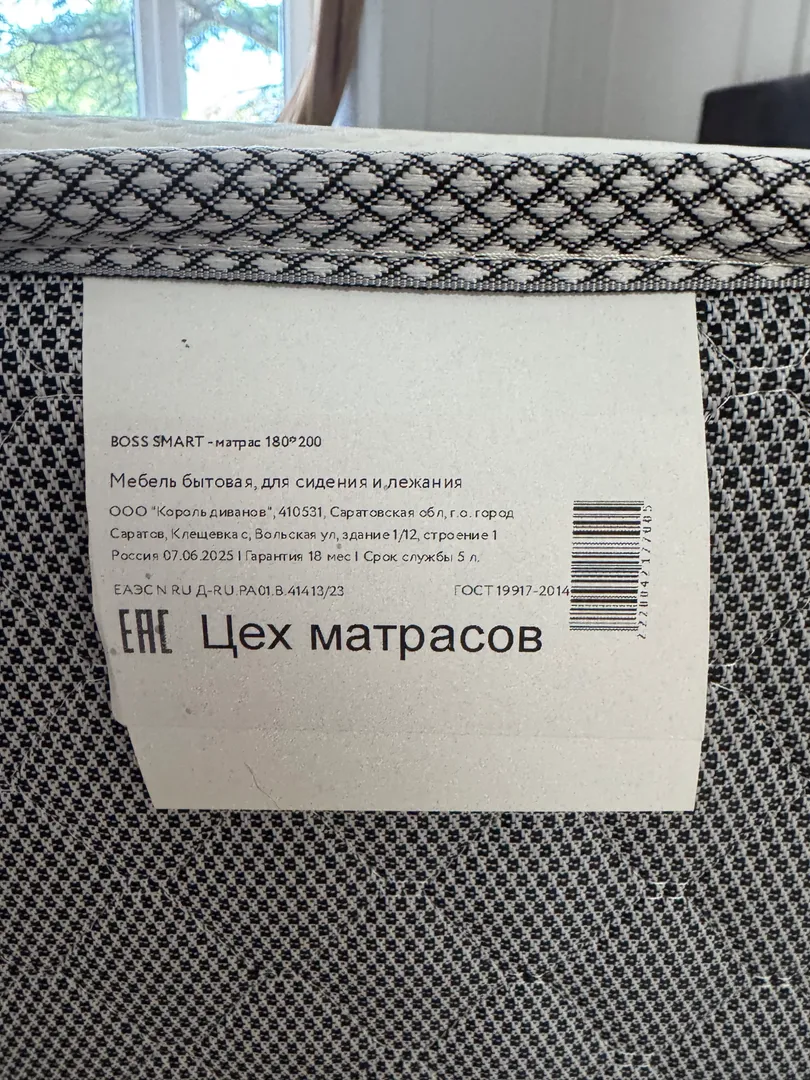 BOSS SMART - матрас 180*200
Мебель бытовая, для сидения и лежания
ООО "Король диванов", 410531, Саратовская обл, г.о. город
Саратов, Клещевка с, Вольская ул, здание 1/12, строение 1
Россия 07.06.2025 | Гарантия 18 мес | Срок службы 5 л.
ЕАЭС N RU Д-RU.РА01.В.41413/23 ГОСТ 19917-2014
EAC Цех матрасов